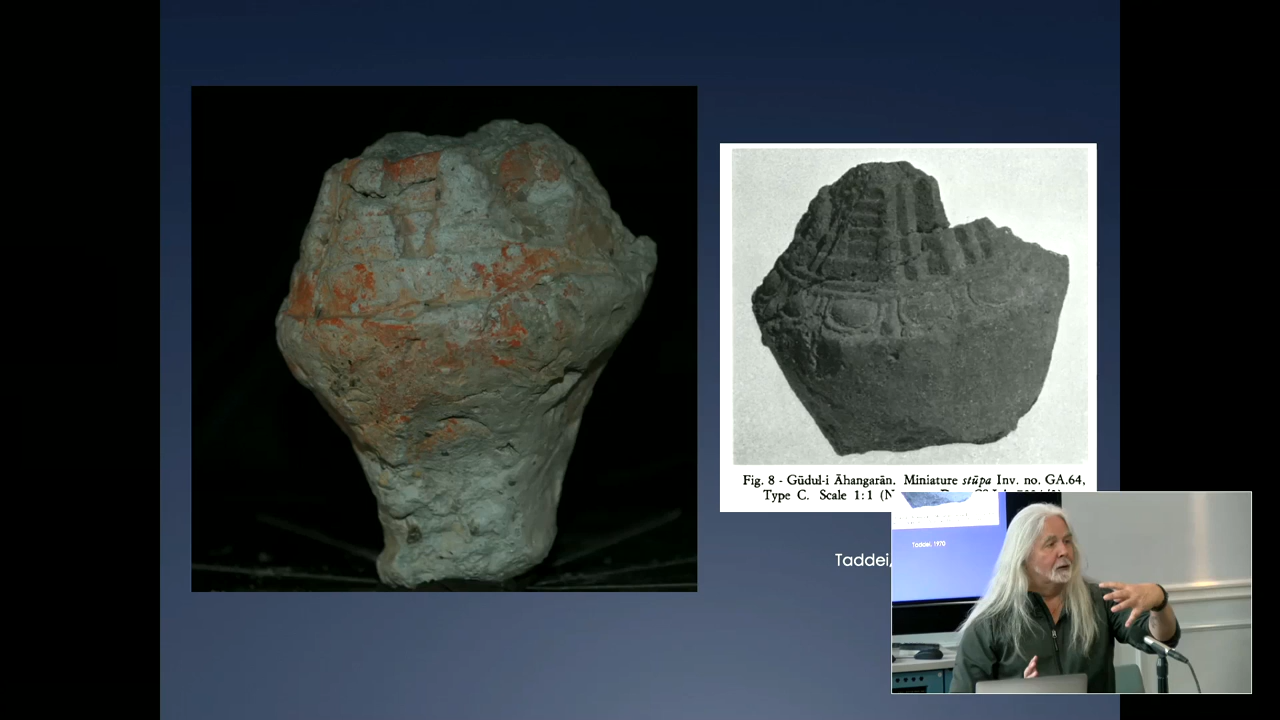 Fig. 8 - Gūdul-i Āhangarān. Miniature stūpa Inv. no. GA.64,
Type C. Scale 1:1
Taddei,
Taddei, 1970